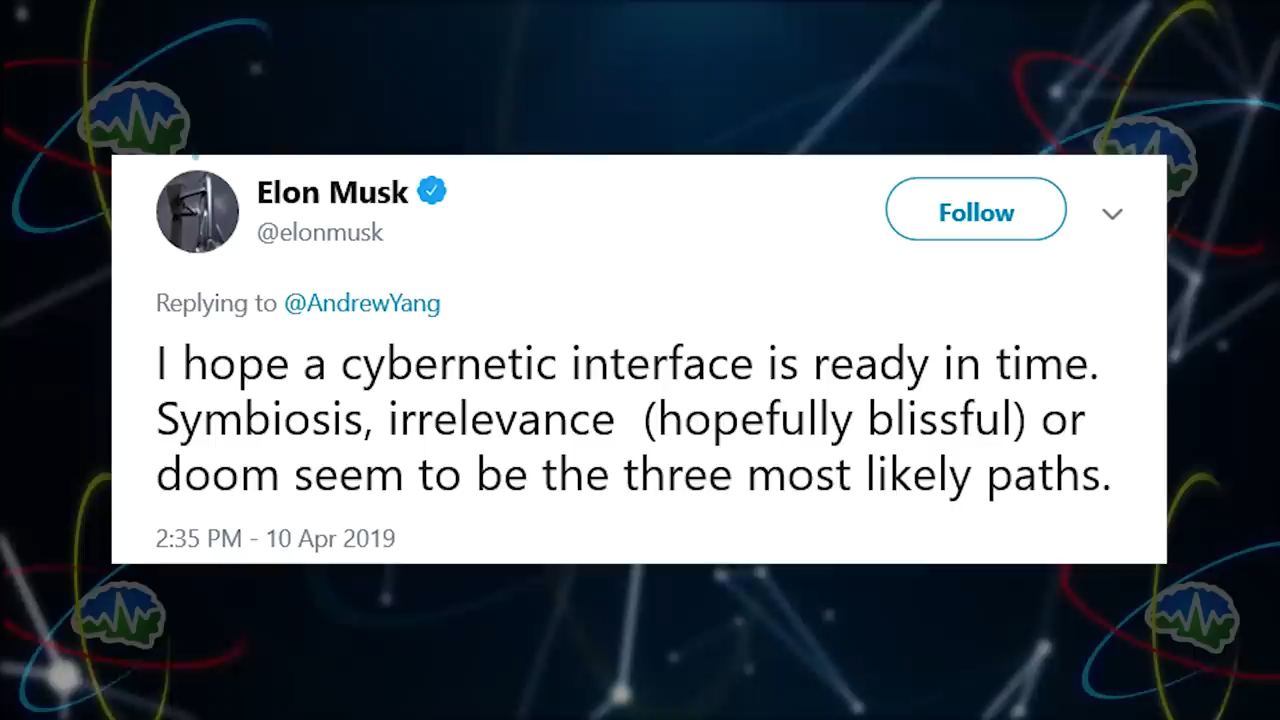 Elon Musk
@elonmusk
Follow
Replying to @AndrewYang
I hope a cybernetic interface is ready in time.
Symbiosis, irrelevance  (hopefully blissful) or
doom seem to be the three most likely paths.
2:35 PM - 10 Apr 2019